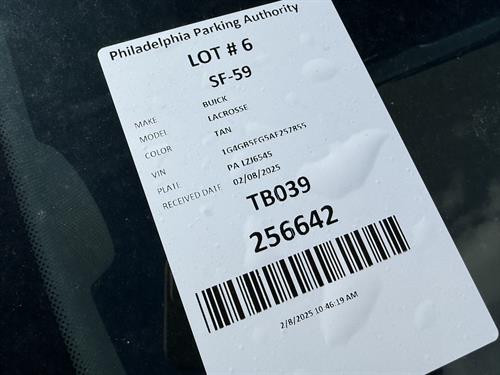 Philadelphia Parking Authority
LOT # 6
SF-59
MAKE BUICK
MODEL LACROSSE
COLOR TAN
VIN 1G4GR5FG5AF257855
PLATE PA LZJ6545
RECEIVED DATE 02/08/2025
TB039
256642
2/8/2025 10:46:19 AM